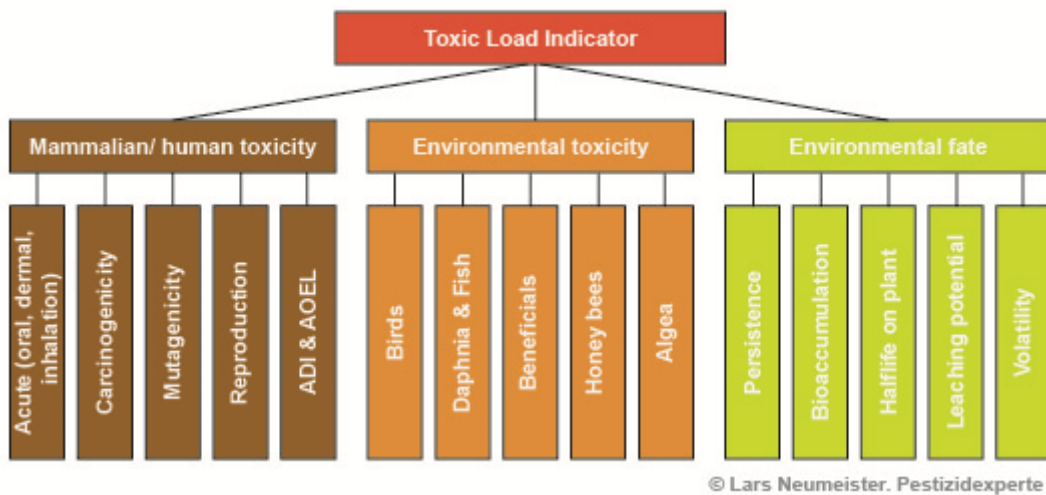 Toxic Load Indicator
Mammalian/ human toxicity
Environmental toxicity
Environmental fate
Acute (oral, dermal,
inhalation)
Carcinogenicity
Mutagenicity
Reproduction
ADI & AOEL
Birds
Daphnia & Fish
Beneficials
Honey bees
Algea
Persistence
Bioaccumulation
Halflife on plant
Leaching potential
Volatility
© Lars Neumeister. Pestizidexperte